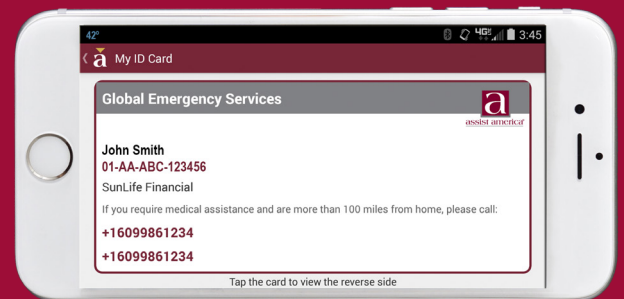 42º
4G 3:45
My ID Card
Global Emergency Services
a
assist america®
John Smith
01-AA-ABC-123456
SunLife Financial
If you require medical assistance and are more than 100 miles from home, please call:
+16099861234
+16099861234
Tap the card to view the reverse side